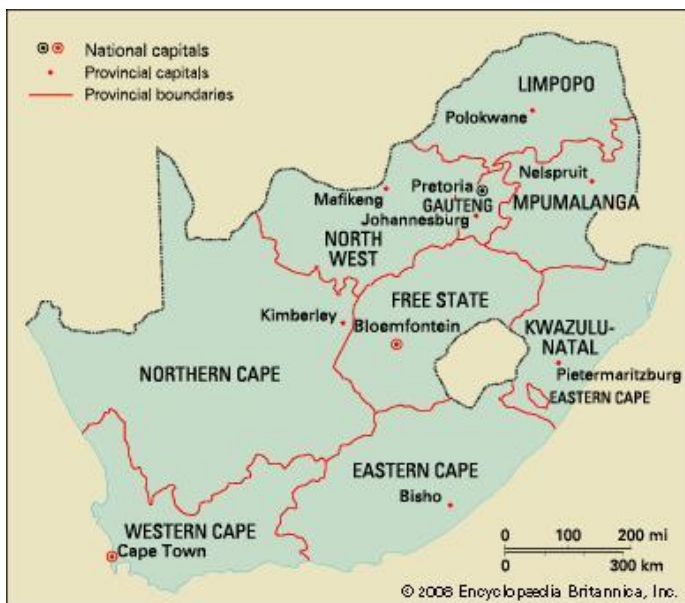 National capitals
Provincial capitals
Provincial boundaries
LIMPOPO
Polokwane
Nelspruit
MPUMALANGA
Pretoria
GAUTENG
Johannesburg
Mafikeng
NORTH
WEST
FREE STATE
Kimberley
Bloemfontein
KWAZULU-
NATAL
Pietermaritzburg
EASTERN CAPE
NORTHERN CAPE
EASTERN CAPE
Bisho
WESTERN CAPE
Cape Town
0 100 200 mi
0 300 km
© 2008 Encyclopædia Britannica, Inc.